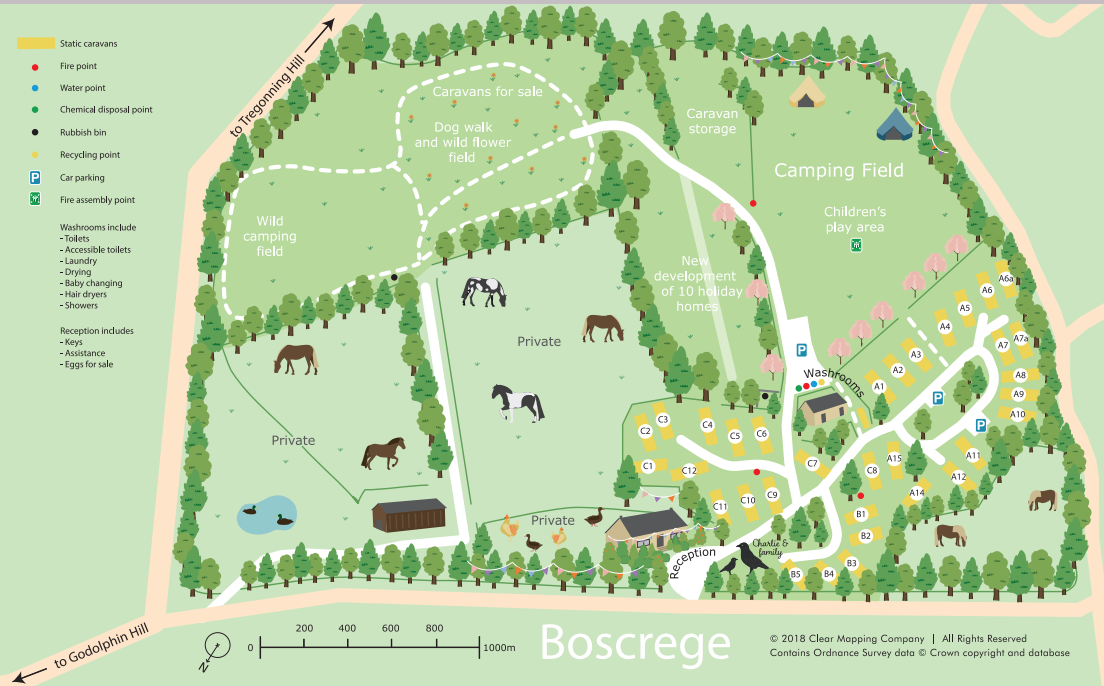 Static caravans
Fire point
Water point
Chemical disposal point
Rubbish bin
Recycling point
P
Car parking
Fire assembly point
Washrooms include
- Toilets
- Accessible toilets
- Laundry
- Drying
- Baby changing
- Hair dryers
- Showers
Reception includes
- Keys
- Assistance
- Eggs for sale
to Tregonning Hill
Caravans for sale
Dog walk
and wild flower
field
Wild
camping
field
Caravan
storage
Camping Field
Children's
play area
New
development
of 10 holiday
homes
Private
Private
Private
P
Washrooms
P
P
A6a
A6
A5
A4
A3
A2
A1
A7
A7a
A8
A9
A10
A11
A12
A14
A15
C1
C2
C3
C4
C5
C6
C7
C8
C9
C10
C11
C12
B1
B2
B3
B4
B5
Reception
Charlie &
family
to Godolphin Hill
N
0
200
400
600
800
1000m
Boscrege
© 2018 Clear Mapping Company | All Rights Reserved
Contains Ordnance Survey data © Crown copyright and database